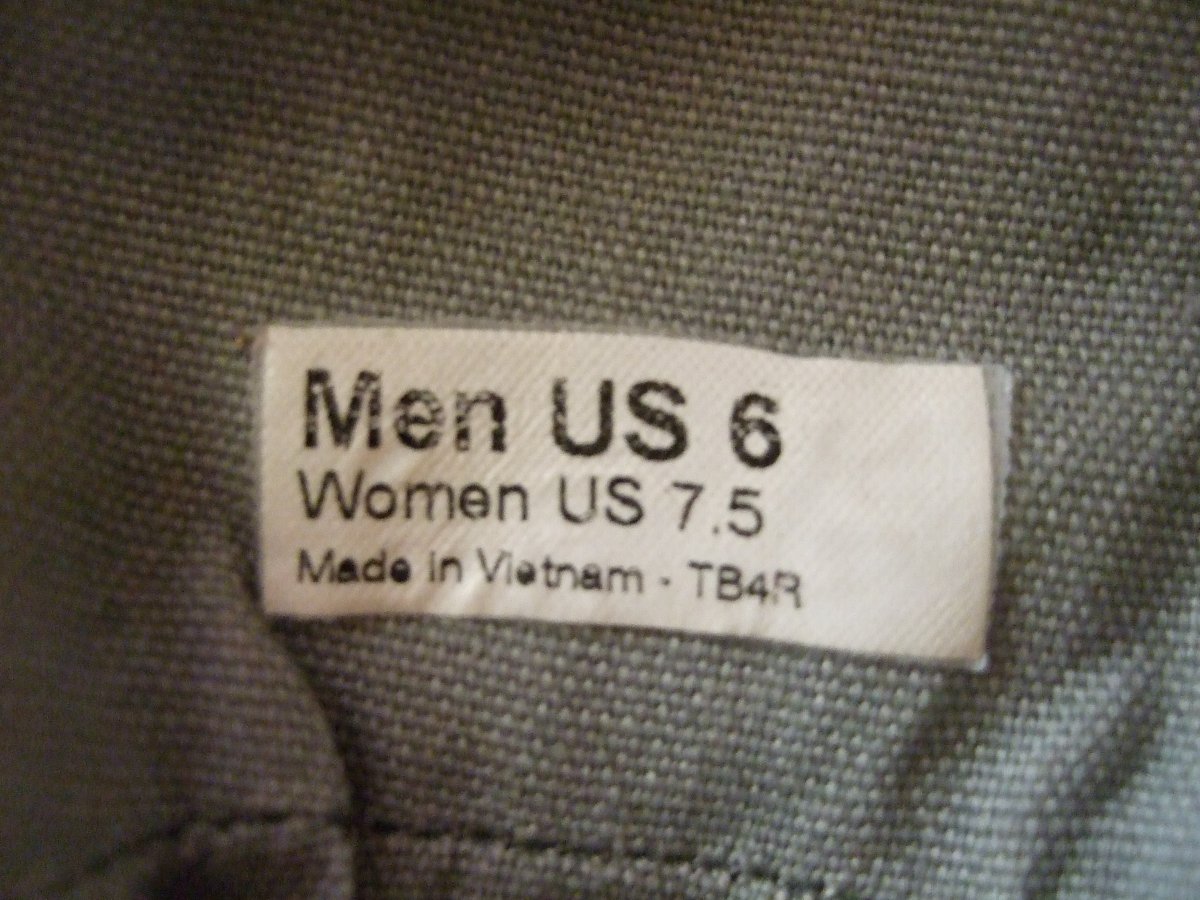 Men US 6
Women US 7.5
Made in Vietnam - TB4R